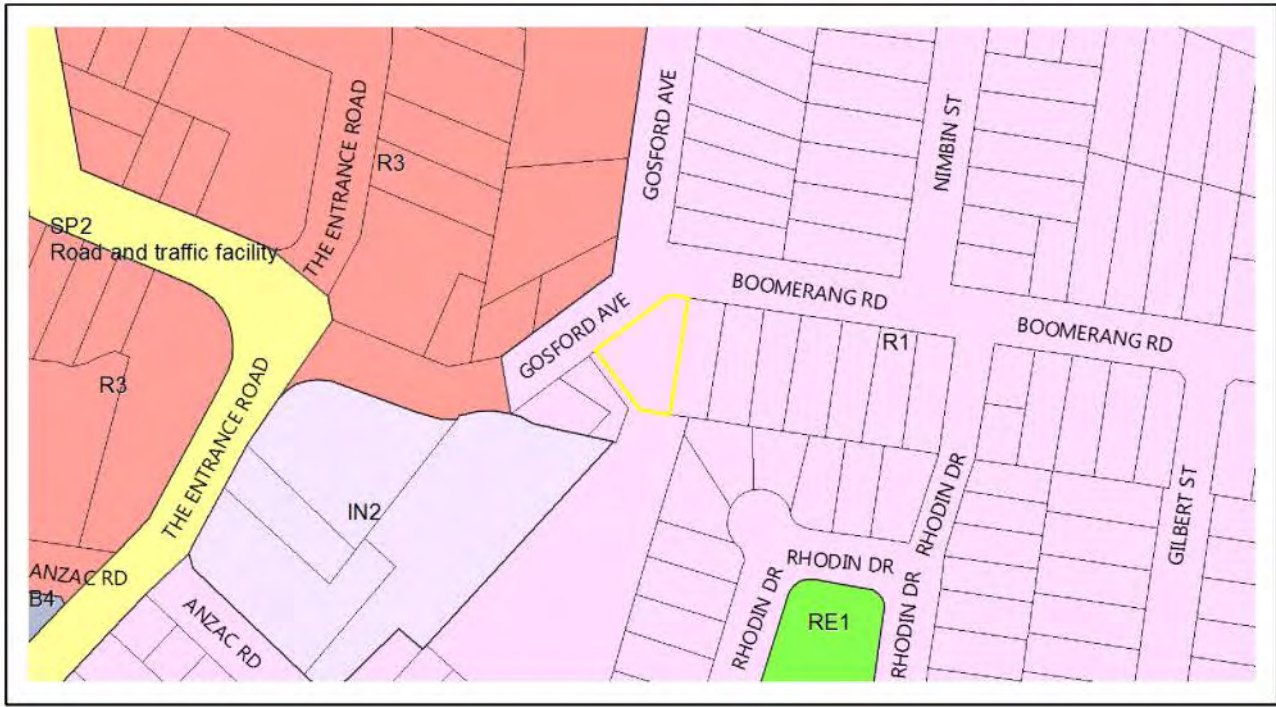 GOSFORD AVE
NIMBIN ST
THE ENTRANCE ROAD
R3
SP2
Road and traffic facility
BOOMERANG RD
BOOMERANG RD
GOSFORD AVE
R1
R3
THE ENTRANCE ROAD
IN2
RHODIN DR
GILBERT ST
RHODIN DR
ANZAC RD
B4
ANZAC RD
RHODIN DR
RE1
RHODIN DR